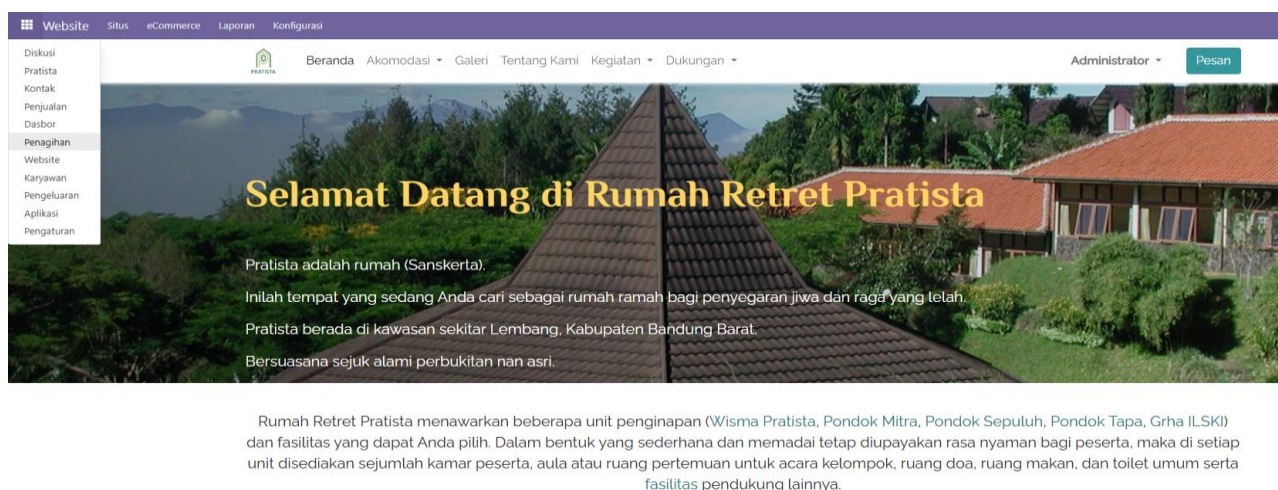 Website Situs eCommerce Laporan Konfigurasi
Diskusi
Pratista
Kontak
Penjualan
Dasbor
Penagihan
Website
Karyawan
Pengeluaran
Aplikasi
Pengaturan
PRATISTA
Beranda Akomodasi Galeri Tentang Kami Kegiatan Dukungan
Administrator Pesan
Selamat Datang di Rumah Retret Pratista
Pratista adalah rumah (Sanskerta).
Inilah tempat yang sedang Anda cari sebagai rumah ramah bagi penyegaran jiwa dan raga yang lelah.
Pratista berada di kawasan sekitar Lembang, Kabupaten Bandung Barat.
Bersuasana sejuk alami perbukitan nan asri.
Rumah Retret Pratista menawarkan beberapa unit penginapan (Wisma Pratista, Pondok Mitra, Pondok Sepuluh, Pondok Tapa, Grha ILSKI)
dan fasilitas yang dapat Anda pilih. Dalam bentuk yang sederhana dan memadai tetap diupayakan rasa nyaman bagi peserta, maka di setiap
unit disediakan sejumlah kamar peserta, aula atau ruang pertemuan untuk acara kelompok, ruang doa, ruang makan, dan toilet umum serta
fasilitas pendukung lainnya.